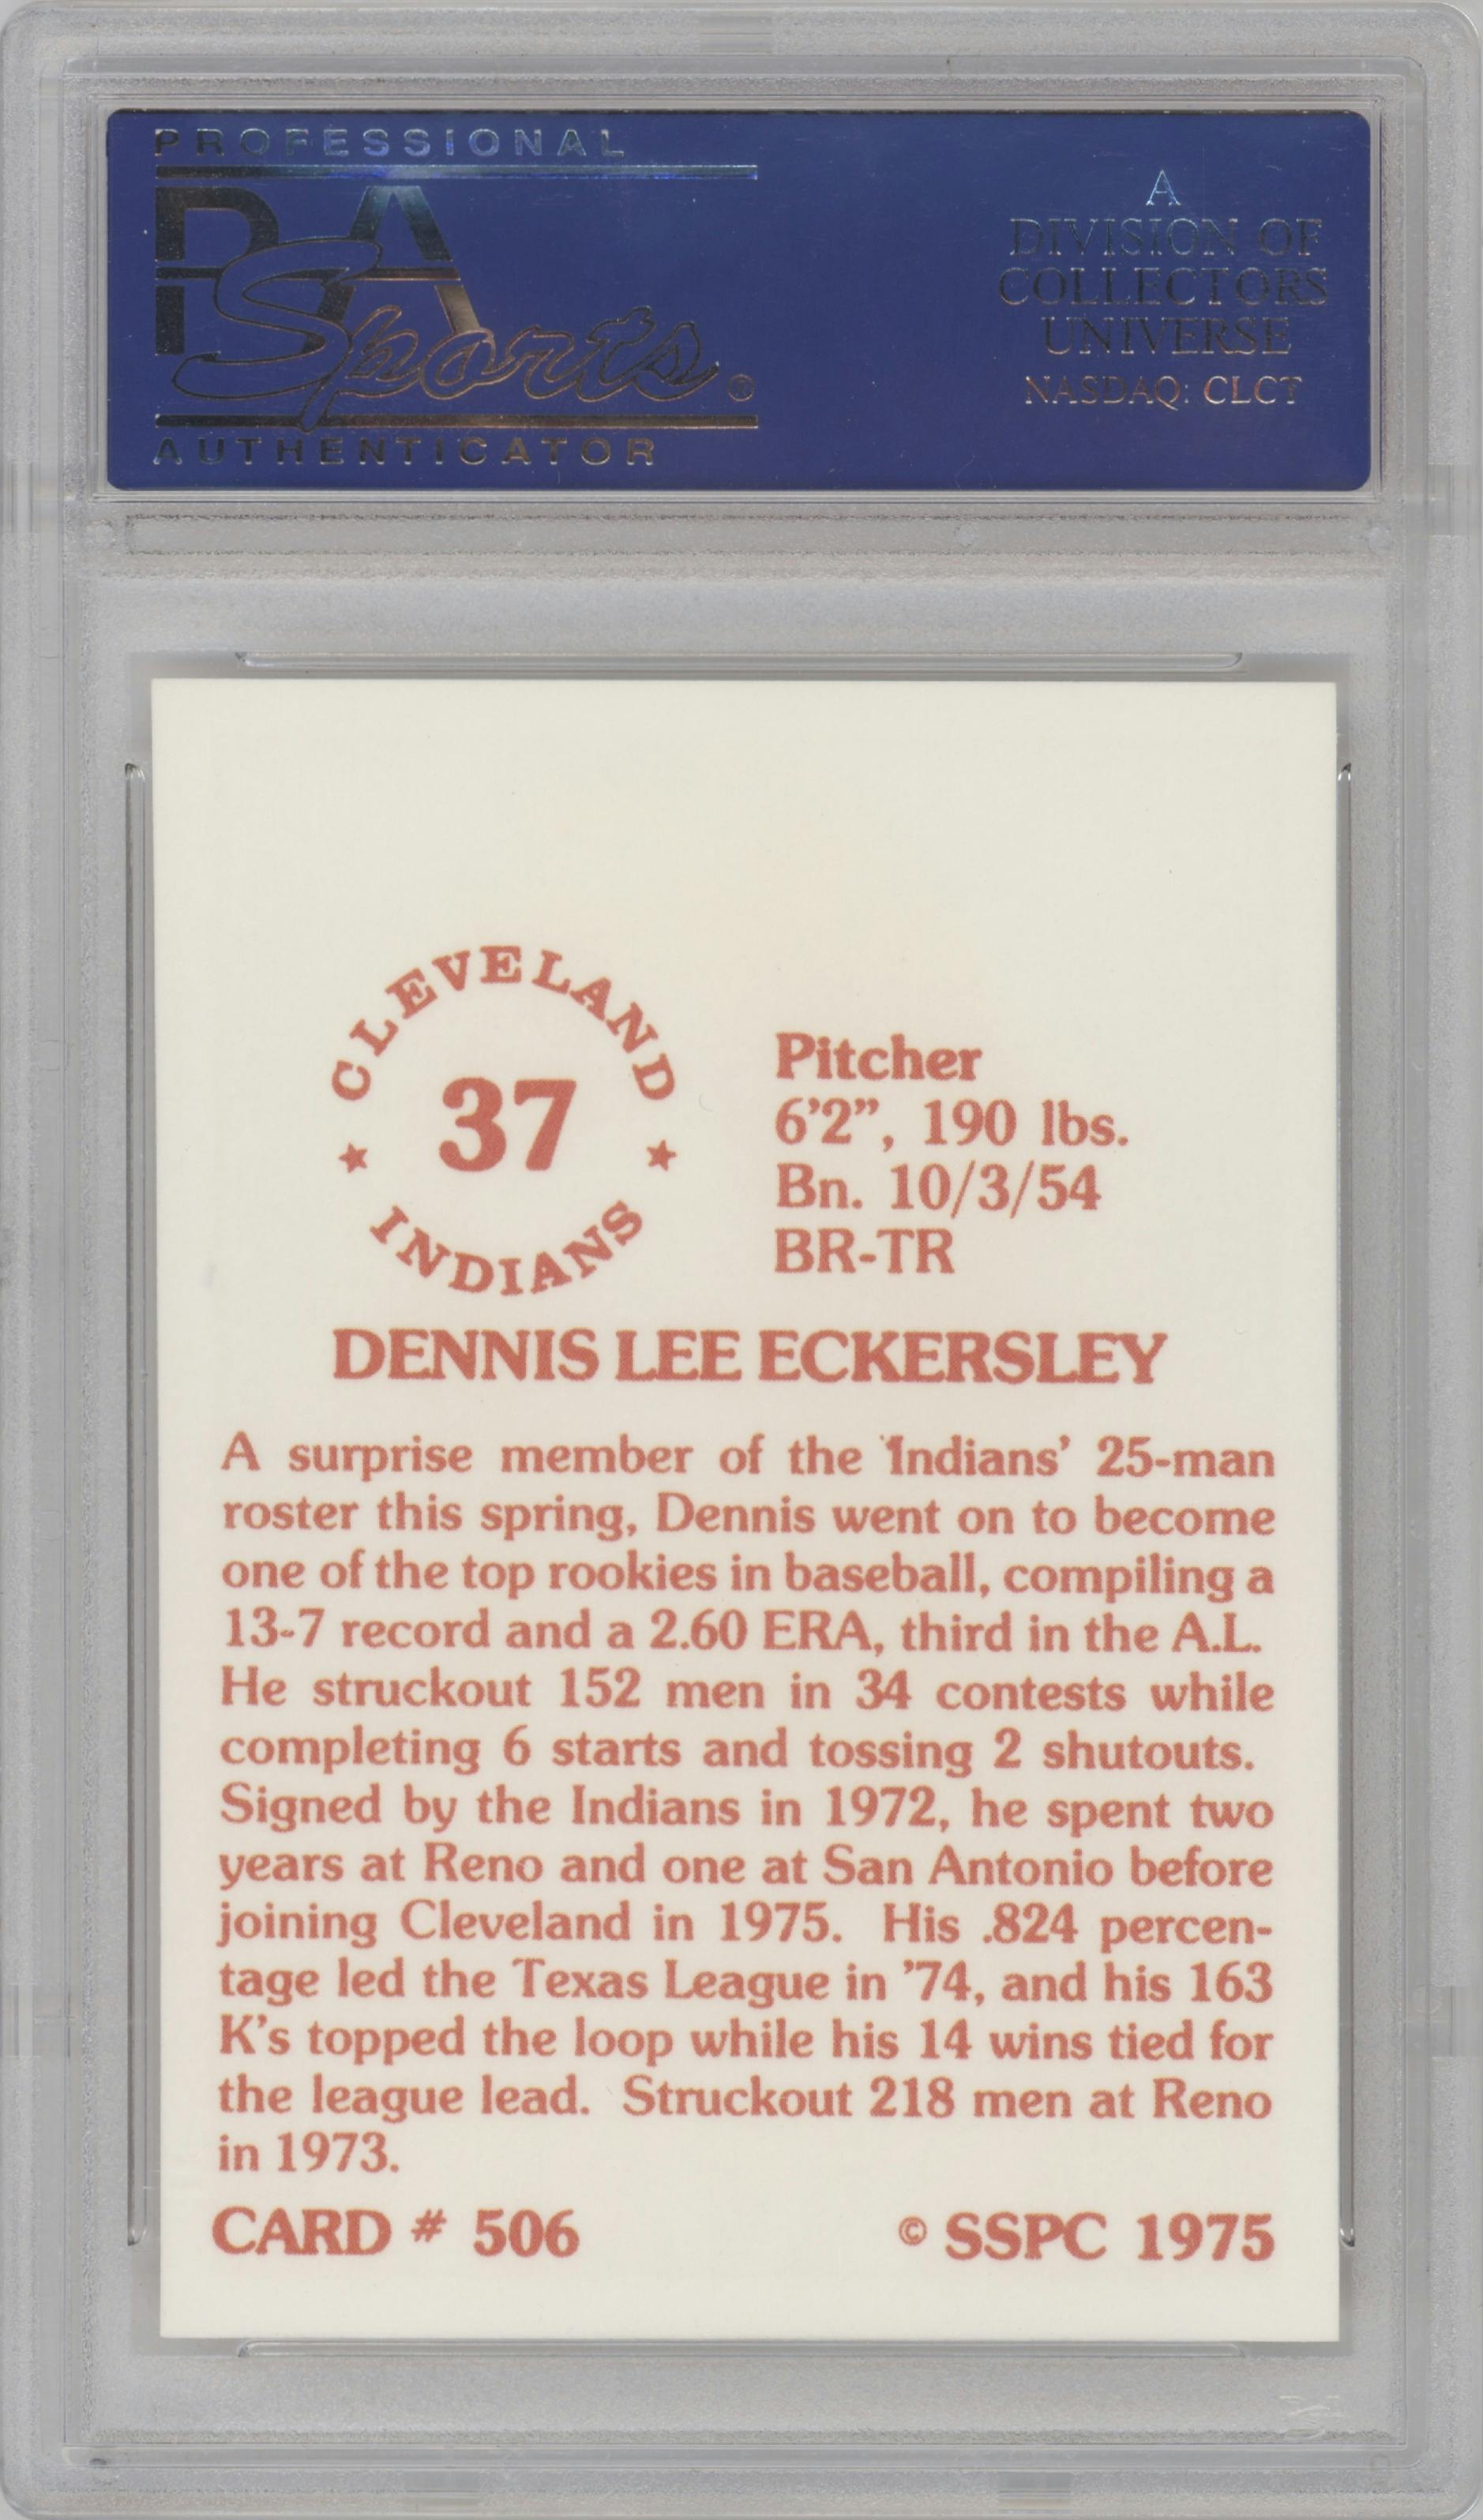 PROFESSIONAL
PSA
Sports®
AUTHENTICATOR
A
DIVISION OF
COLLECTORS
UNIVERSE
NASDAQ: CLCT
CLEVELAND
37
INDIANS
Pitcher
6'2", 190 lbs.
Bn. 10/3/54
BR-TR
DENNIS LEE ECKERSLEY
A surprise member of the Indians' 25-man
roster this spring, Dennis went on to become
one of the top rookies in baseball, compiling a
13-7 record and a 2.60 ERA, third in the A.L.
He struckout 152 men in 34 contests while
completing 6 starts and tossing 2 shutouts.
Signed by the Indians in 1972, he spent two
years at Reno and one at San Antonio before
joining Cleveland in 1975. His .824 percen-
tage led the Texas League in '74, and his 163
K's topped the loop while his 14 wins tied for
the league lead. Struckout 218 men at Reno
in 1973.
CARD # 506
© SSPC 1975